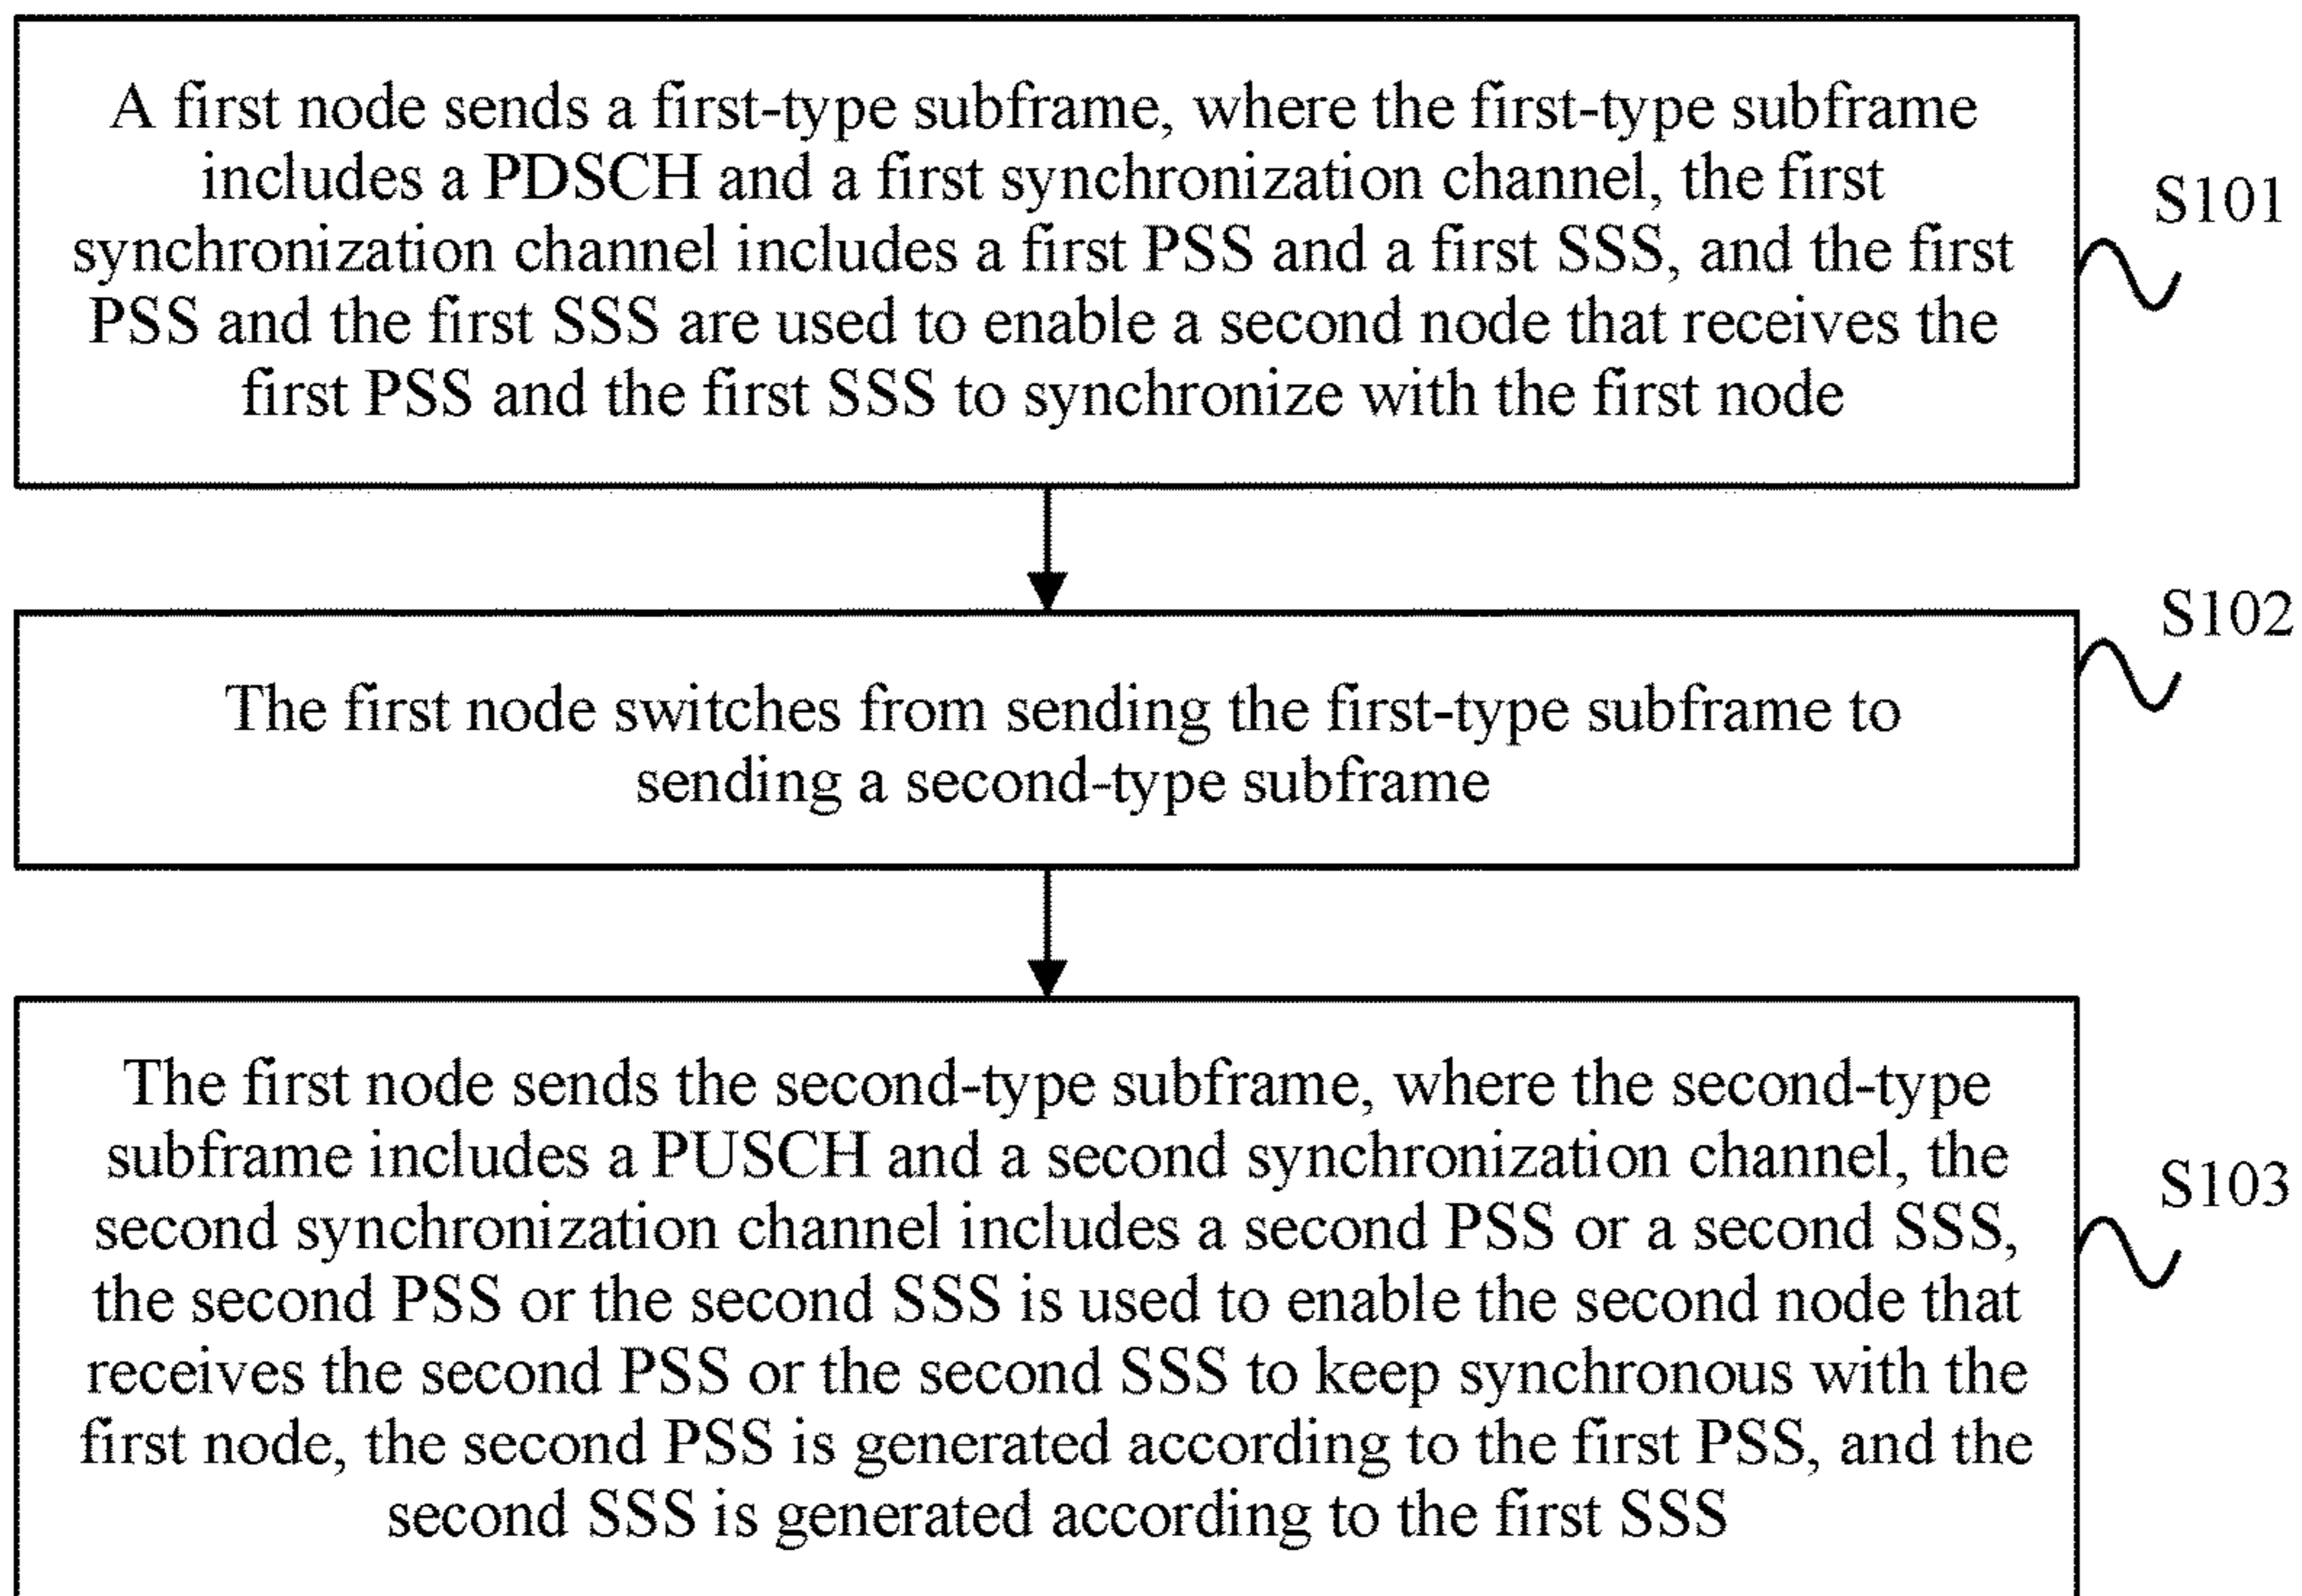 A first node sends a first-type subframe, where the first-type subframe
includes a PDSCH and a first synchronization channel, the first
synchronization channel includes a first PSS and a first SSS, and the first
PSS and the first SSS are used to enable a second node that receives the
first PSS and the first SSS to synchronize with the first node
S101
The first node switches from sending the first-type subframe to
sending a second-type subframe
S102
The first node sends the second-type subframe, where the second-type
subframe includes a PUSCH and a second synchronization channel, the
second synchronization channel includes a second PSS or a second SSS,
the second PSS or the second SSS is used to enable the second node that
receives the second PSS or the second SSS to keep synchronous with the
first node, the second PSS is generated according to the first PSS, and the
second SSS is generated according to the first SSS
S103